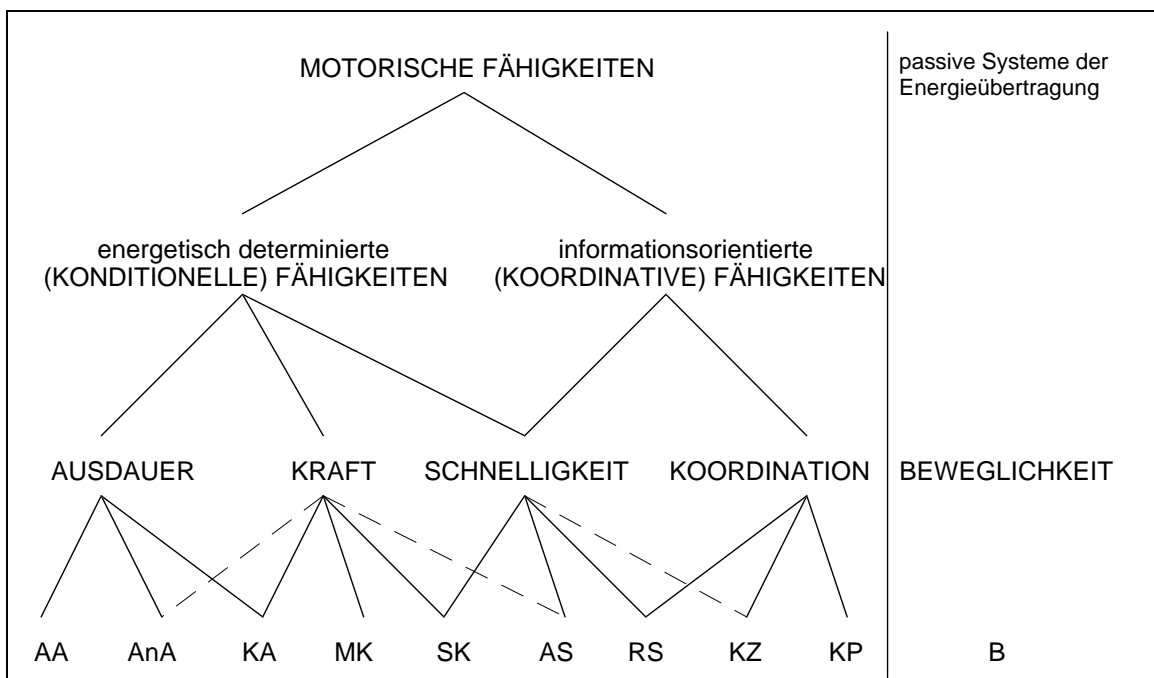 MOTORISCHE FÄHIGKEITEN
passive Systeme der
Energieübertragung
energetisch determinierte
(KONDITIONELLE) FÄHIGKEITEN
informationsorientierte
(KOORDINATIVE) FÄHIGKEITEN
AUSDAUER KRAFT SCHNELLIGKEIT KOORDINATION BEWEGLICHKEIT
AA AnA KA MK SK AS RS KZ KP B